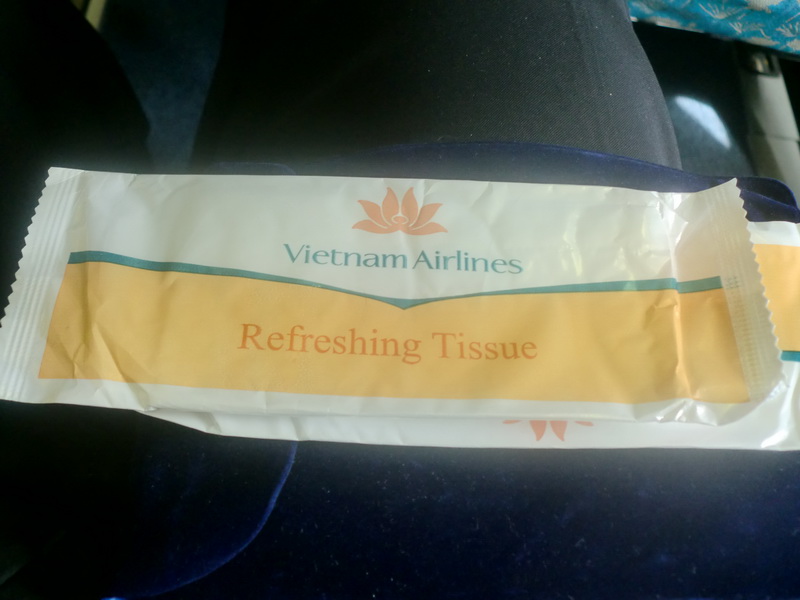 Vietnam Airlines
Refreshing Tissue